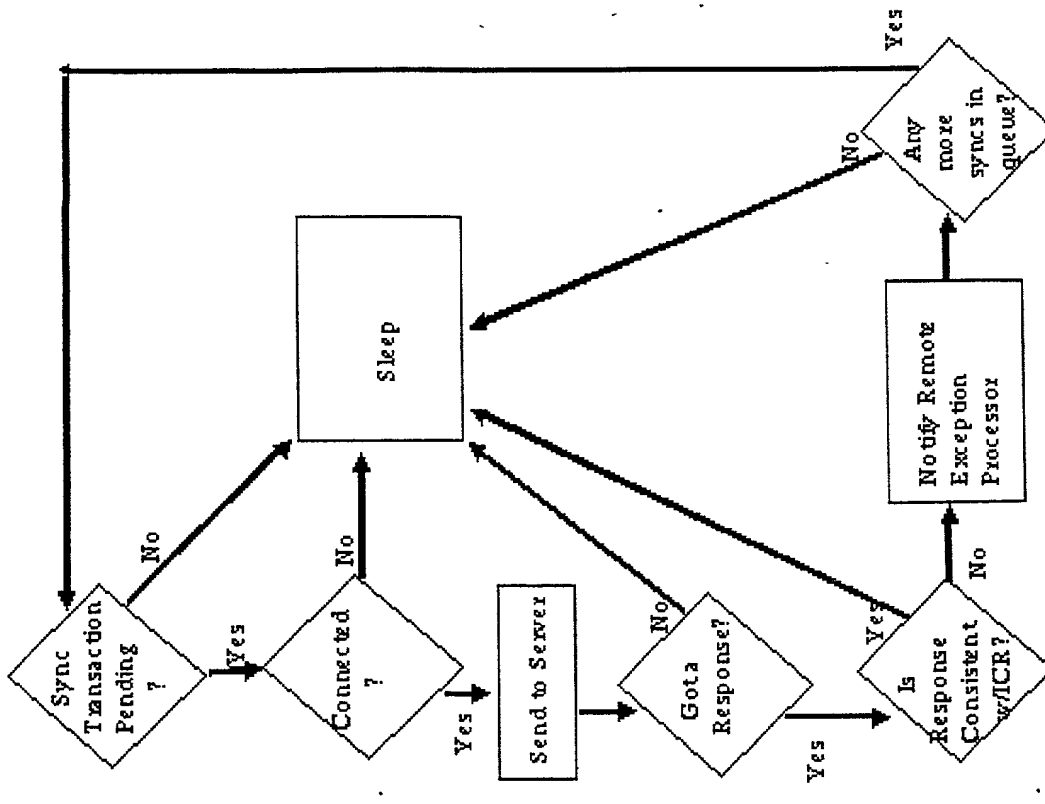 Sync
Transaction
Pending
?
No
Yes
Connected
?
No
Yes
Sleep
Send to Server
Got a
Response?
No
Yes
Is
Response
Consistent
w/ICR?
Yes
No
Notify Remote
Exception
Processor
Any
more
syncs in
queue?
No
Yes